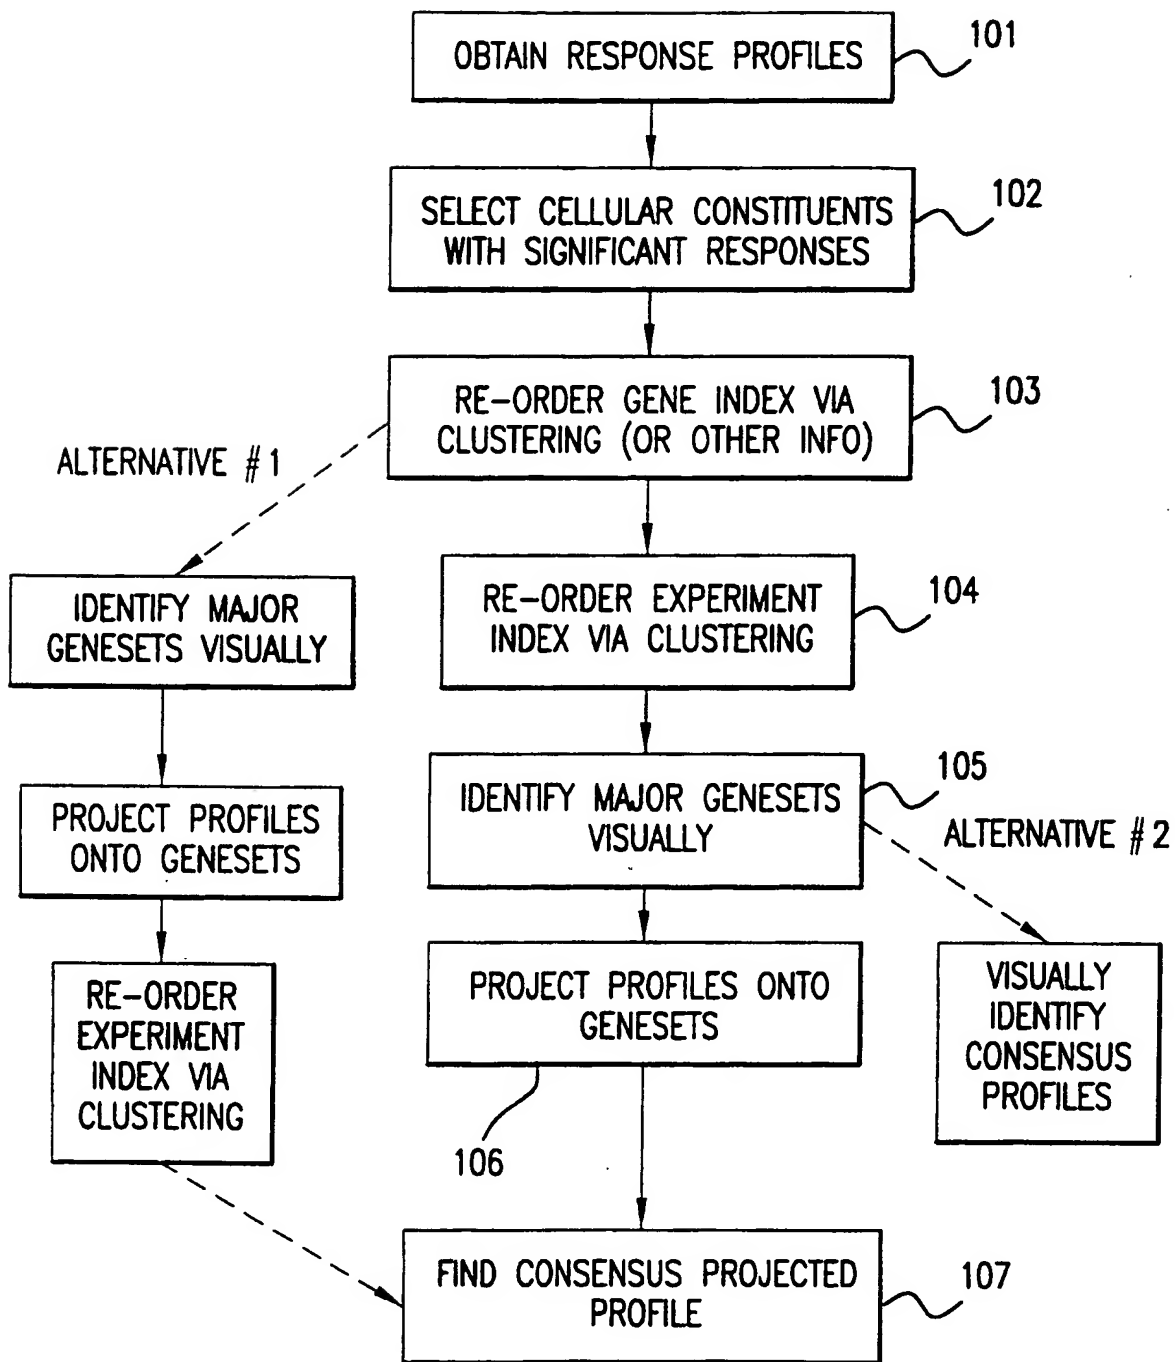 OBTAIN RESPONSE PROFILES
101
SELECT CELLULAR CONSTITUENTS
WITH SIGNIFICANT RESPONSES
102
RE-ORDER GENE INDEX VIA
CLUSTERING (OR OTHER INFO)
103
ALTERNATIVE #1
IDENTIFY MAJOR
GENESETS VISUALLY
RE-ORDER EXPERIMENT
INDEX VIA CLUSTERING
104
PROJECT PROFILES
ONTO GENESETS
IDENTIFY MAJOR GENESETS
VISUALLY
105
ALTERNATIVE #2
RE-ORDER
EXPERIMENT
INDEX VIA
CLUSTERING
PROJECT PROFILES ONTO
GENESETS
106
VISUALLY
IDENTIFY
CONSENSUS
PROFILES
FIND CONSENSUS PROJECTED
PROFILE
107